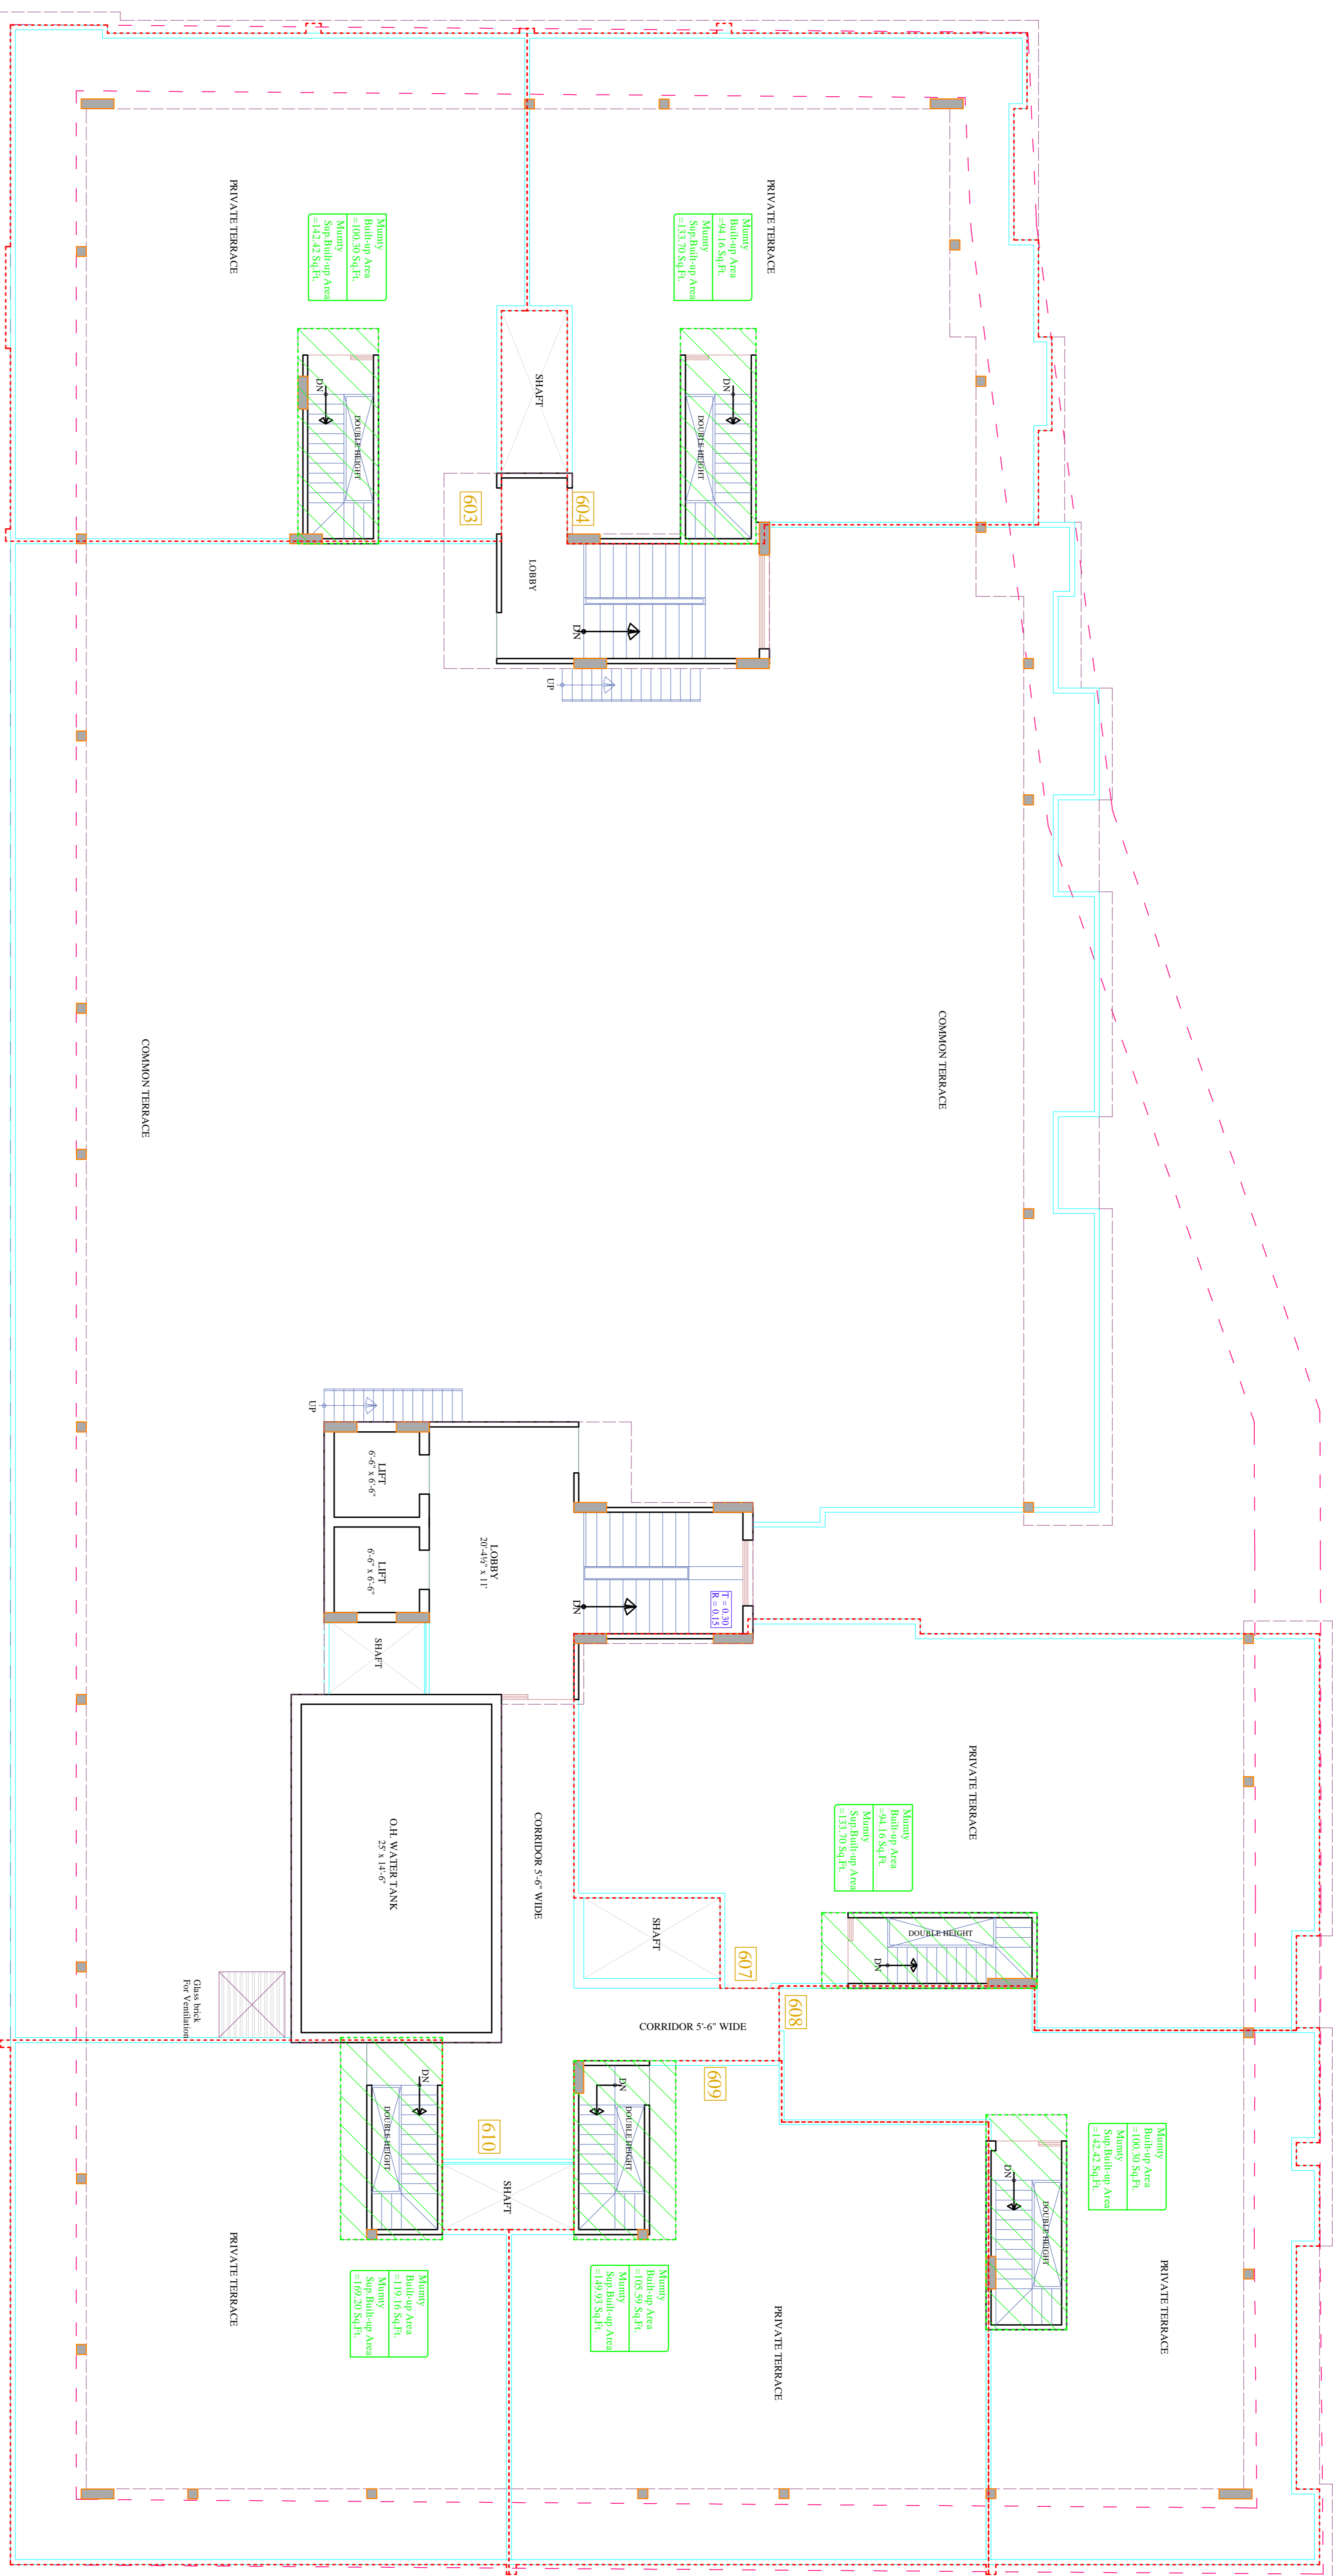 PRIVATE TERRACE
PRIVATE TERRACE
Mumty
Built-up Area
=100.30 Sq.Ft.
Mumty
Sup.Built-up Area
=142.42 Sq.Ft.
Mumty
Built-up Area
=94.16 Sq.Ft.
Mumty
Sup.Built-up Area
=133.70 Sq.Ft.
DN
DOUBLE HEIGHT
SHAFT
DN
DOUBLE HEIGHT
603
604
LOBBY
DN
UP
COMMON TERRACE
COMMON TERRACE
UP
LIFT
6'-6" x 6'-6"
LIFT
6'-6" x 6'-6"
LOBBY
20'-4½" x 11'
DN
T = 0.30
R = 0.15
SHAFT
PRIVATE TERRACE
O.H. WATER TANK
25' x 14'-6"
CORRIDOR 5'-6" WIDE
Mumty
Built-up Area
=94.16 Sq.Ft.
Mumty
Sup.Built-up Area
=133.70 Sq.Ft.
SHAFT
607
DOUBLE HEIGHT
DN
Glass brick
For Ventilation
CORRIDOR 5'-6" WIDE
608
609
DN
DOUBLE HEIGHT
610
SHAFT
DN
DOUBLE HEIGHT
DN
DOUBLE HEIGHT
Mumty
Built-up Area
=100.30 Sq.Ft.
Mumty
Sup.Built-up Area
=142.42 Sq.Ft.
PRIVATE TERRACE
Mumty
Built-up Area
=119.16 Sq.Ft.
Mumty
Sup.Built-up Area
=169.20 Sq.Ft.
Mumty
Built-up Area
=105.59 Sq.Ft.
Mumty
Sup.Built-up Area
=149.93 Sq.Ft.
PRIVATE TERRACE
PRIVATE TERRACE